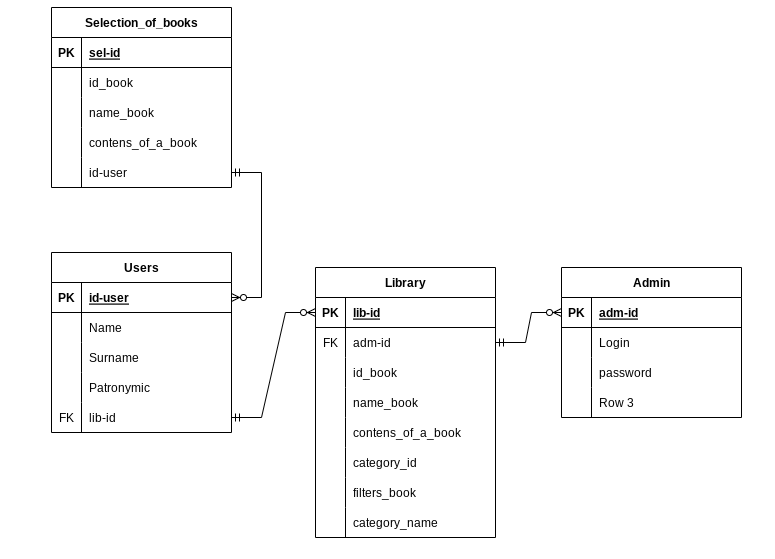 Selection_of_books
PK sel-id
id_book
name_book
contens_of_a_book
id-user
Users
PK id-user
Name
Surname
Patronymic
FK lib-id
Library
PK lib-id
FK adm-id
id_book
name_book
contens_of_a_book
category_id
filters_book
category_name
Admin
PK adm-id
Login
password
Row 3